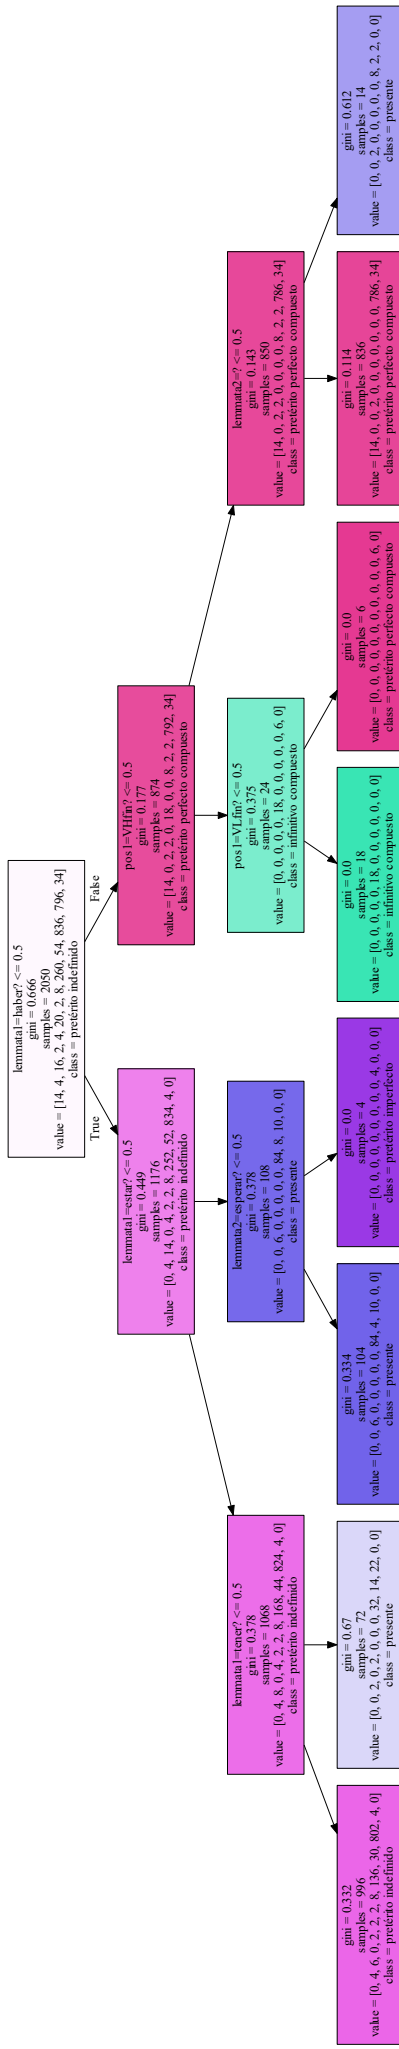 lemmata1=haber? <= 0.5
gini = 0.666
samples = 2050
value = [14, 4, 16, 2, 4, 20, 2, 8, 260, 54, 836, 796, 34]
class = pretérito indefinido
True
False
lemmata1=estar? <= 0.5
gini = 0.449
samples = 1176
value = [0, 4, 14, 0, 4, 2, 2, 8, 252, 52, 834, 4, 0]
class = pretérito indefinido
pos1=VHfin? <= 0.5
gini = 0.177
samples = 874
value = [14, 0, 2, 2, 0, 18, 0, 0, 8, 2, 2, 792, 34]
class = pretérito perfecto compuesto
lemmata1=tener? <= 0.5
gini = 0.378
samples = 1068
value = [0, 4, 8, 0, 4, 2, 2, 8, 168, 44, 824, 4, 0]
class = pretérito indefinido
lemmata2=esperar? <= 0.5
gini = 0.378
samples = 108
value = [0, 0, 6, 0, 0, 0, 0, 0, 84, 8, 10, 0, 0]
class = presente
pos1=VLfin? <= 0.5
gini = 0.375
samples = 24
value = [0, 0, 0, 0, 0, 18, 0, 0, 0, 0, 0, 6, 0]
class = infinitivo compuesto
lemmata2=? <= 0.5
gini = 0.143
samples = 850
value = [14, 0, 2, 2, 0, 0, 0, 0, 8, 2, 2, 786, 34]
class = pretérito perfecto compuesto
gini = 0.332
samples = 996
value = [0, 4, 6, 0, 2, 2, 2, 8, 136, 30, 802, 4, 0]
class = pretérito indefinido
gini = 0.67
samples = 72
value = [0, 0, 2, 0, 2, 0, 0, 0, 32, 14, 22, 0, 0]
class = presente
gini = 0.334
samples = 104
value = [0, 0, 6, 0, 0, 0, 0, 0, 84, 4, 10, 0, 0]
class = presente
gini = 0.0
samples = 4
value = [0, 0, 0, 0, 0, 0, 0, 0, 0, 4, 0, 0, 0]
class = pretérito imperfecto
gini = 0.0
samples = 18
value = [0, 0, 0, 0, 0, 18, 0, 0, 0, 0, 0, 0, 0]
class = infinitivo compuesto
gini = 0.0
samples = 6
value = [0, 0, 0, 0, 0, 0, 0, 0, 0, 0, 0, 6, 0]
class = pretérito perfecto compuesto
gini = 0.114
samples = 836
value = [14, 0, 0, 2, 0, 0, 0, 0, 0, 0, 0, 786, 34]
class = pretérito perfecto compuesto
gini = 0.612
samples = 14
value = [0, 0, 2, 0, 0, 0, 0, 0, 8, 2, 2, 0, 0]
class = presente